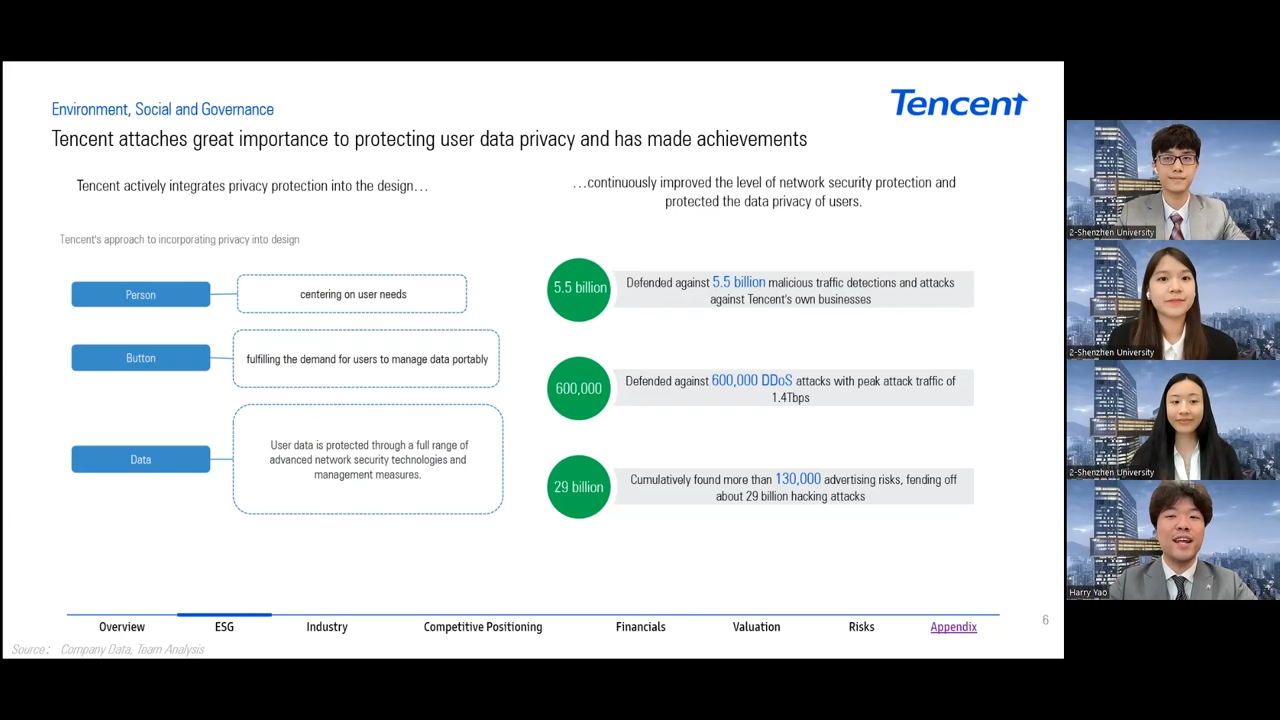 Environment, Social and Governance
Tencent
Tencent attaches great importance to protecting user data privacy and has made achievements
Tencent actively integrates privacy protection into the design…
…continuously improved the level of network security protection and
protected the data privacy of users.
Tencent's approach to incorporating privacy into design
Person
centering on user needs
Button
fulfilling the demand for users to manage data portably
Data
User data is protected through a full range of
advanced network security technologies and
management measures.
5.5 billion
Defended against 5.5 billion malicious traffic detections and attacks
against Tencent's own businesses
600,000
Defended against 600,000 DDoS attacks with peak attack traffic of
1.4Tbps
29 billion
Cumulatively found more than 130,000 advertising risks, fending off
about 29 billion hacking attacks
Overview
ESG
Industry
Competitive Positioning
Financials
Valuation
Risks
Appendix
6
Source： Company Data, Team Analysis
2-Shenzhen University
2-Shenzhen University
2-Shenzhen University
Harry Yao